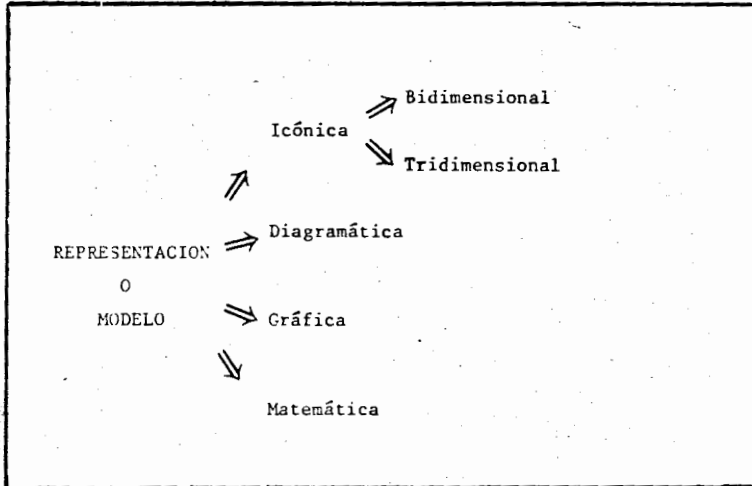 Bidimensional
Icónica
Tridimensional
Diagramática
REPRESENTACION
O
MODELO
Gráfica
Matemática